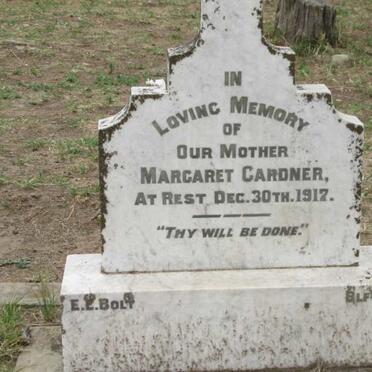 IN
LOVING MEMORY
OF
OUR MOTHER
MARGARET CARDNER,
AT REST DEC. 30TH. 1917.
"THY WILL BE DONE."
E.E. BOLT